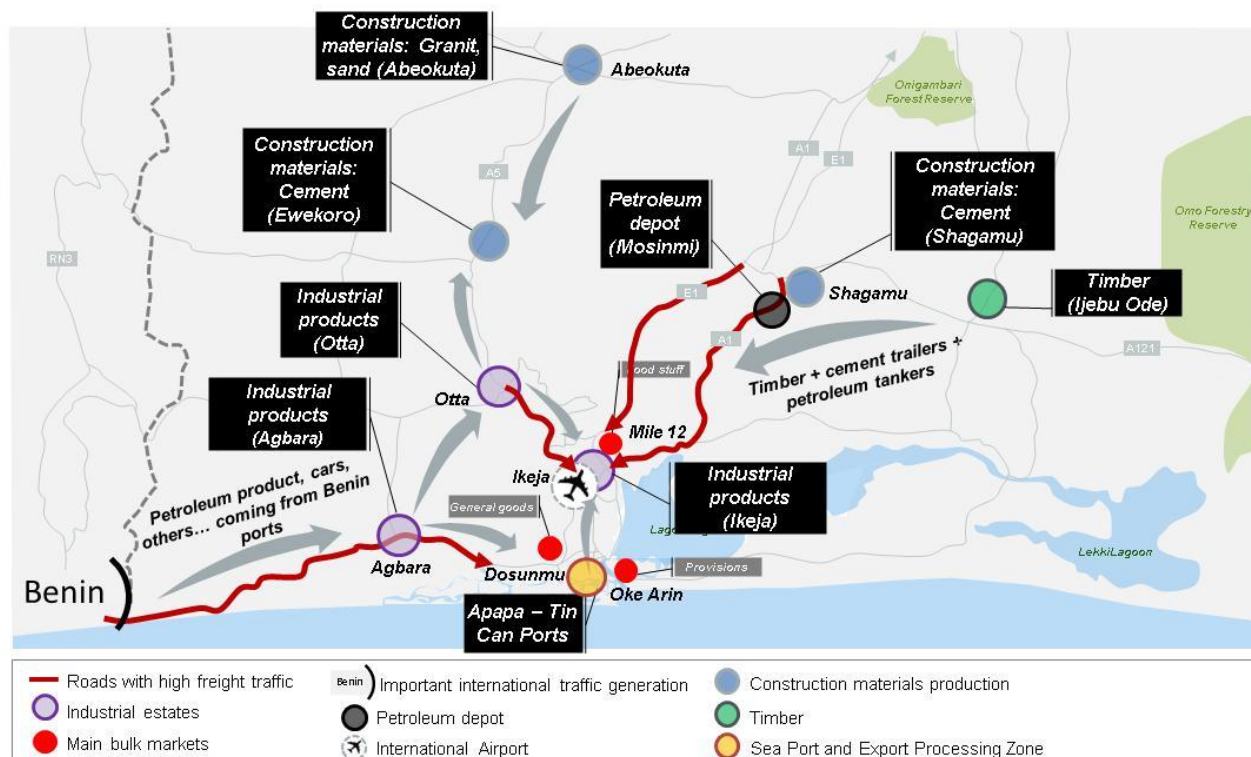 Construction
materials: Granit,
sand (Abeokuta)
Abeokuta
Onigambari
Forest Reserve
A1
E1
Construction
materials:
Cement
(Ewekoro)
A5
Petroleum
depot
(Mosinmi)
Construction
materials:
Cement
(Shagamu)
Omo Forestry
Reserve
RN3
Shagamu
Timber
(Ijebu Ode)
E1
A1
A121
Industrial
products
(Otta)
Otta
ood stuff
Timber + cement trailers +
petroleum tankers
Industrial
products
(Agbara)
Mile 12
Ikeja
Industrial
products
(Ikeja)
Petroleum product, cars,
others... coming from Benin
ports
General goods
Agbara
Dosunmu
Lago
Provisions
Oke Arin
LekkiLagoon
Benin
Apapa – Tin
Can Ports
Roads with high freight traffic
Benin
Important international traffic generation
Construction materials production
Industrial estates
Petroleum depot
Timber
Main bulk markets
International Airport
Sea Port and Export Processing Zone